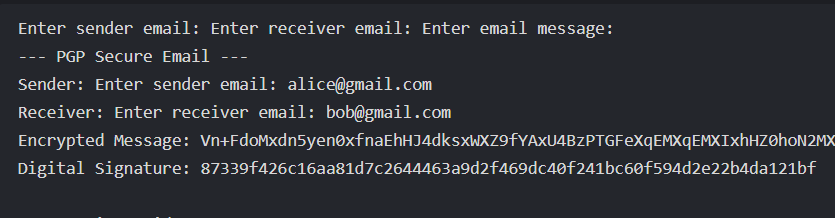 Enter sender email: Enter receiver email: Enter email message:
--- PGP Secure Email ---
Sender: Enter sender email: alice@gmail.com
Receiver: Enter receiver email: bob@gmail.com
Encrypted Message: Vn+FdoMxdn5yen0xfnaEhHJ4dksxWXZ9fYAxU4BzPTGFeXqEMXqEMXIxhHZ0hoN2MX
Digital Signature: 87339f426c16aa81d7c2644463a9d2f469dc40f241bc60f594d2e22b4da121bf